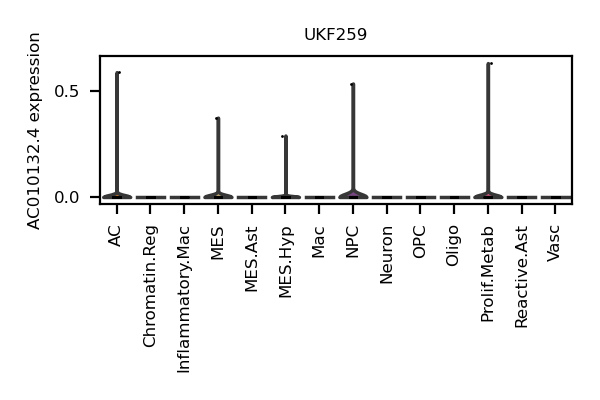 UKF259
AC010132.4 expression
0.5
0.0
AC
Chromatin.Reg
Inflammatory.Mac
MES
MES.Ast
MES.Hyp
Mac
NPC
Neuron
OPC
Oligo
Prolif.Metab
Reactive.Ast
Vasc